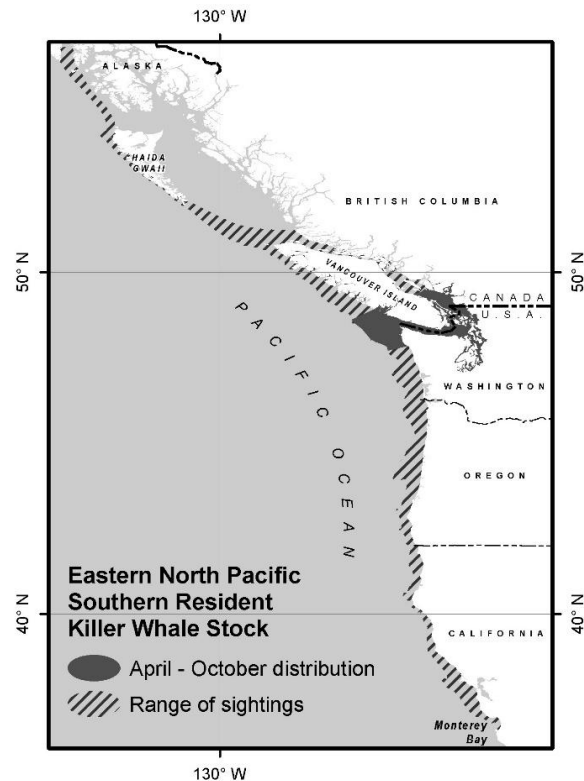 130° W
ALASKA
HAIDA
GWAII
BRITISH COLUMBIA
50° N
50° N
VANCOUVER ISLAND
CANADA
U.S.A.
PACIFIC OCEAN
WASHINGTON
OREGON
Eastern North Pacific
Southern Resident
Killer Whale Stock
40° N
40° N
CALIFORNIA
April - October distribution
Range of sightings
Monterey
Bay
130° W